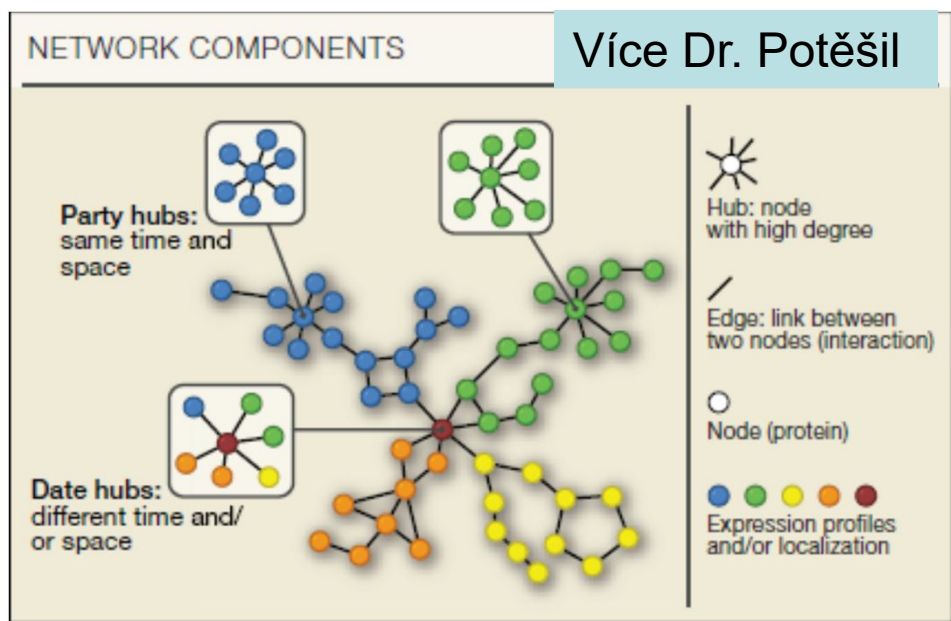 NETWORK COMPONENTS
Více Dr. Potěšil
Party hubs:
same time and
space
Date hubs:
different time and/
or space
Hub: node
with high degree
Edge: link between
two nodes (interaction)
Node (protein)
Expression profiles
and/or localization